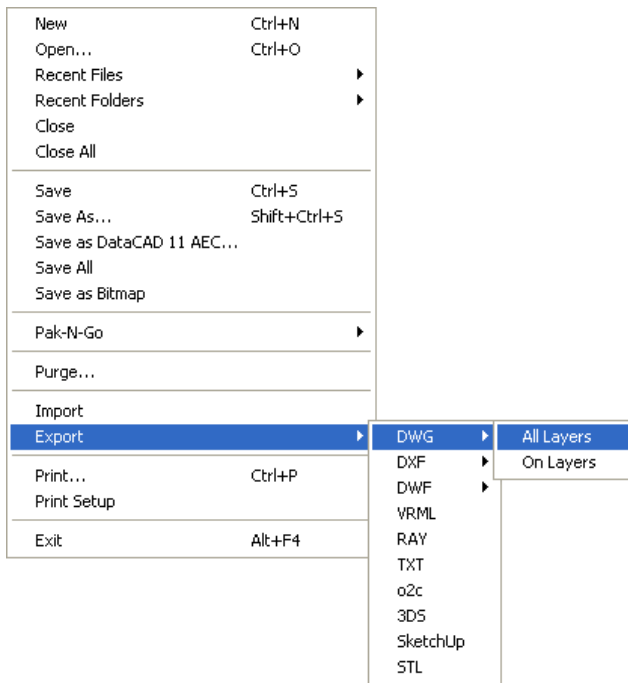 New Ctrl+N
Open... Ctrl+O
Recent Files
Recent Folders
Close
Close All
Save Ctrl+S
Save As... Shift+Ctrl+S
Save as DataCAD 11 AEC...
Save All
Save as Bitmap
Pak-N-Go
Purge...
Import
Export
Print... Ctrl+P
Print Setup
Exit Alt+F4
DWG
DXF
DWF
VRML
RAY
TXT
o2c
3DS
SketchUp
STL
All Layers
On Layers